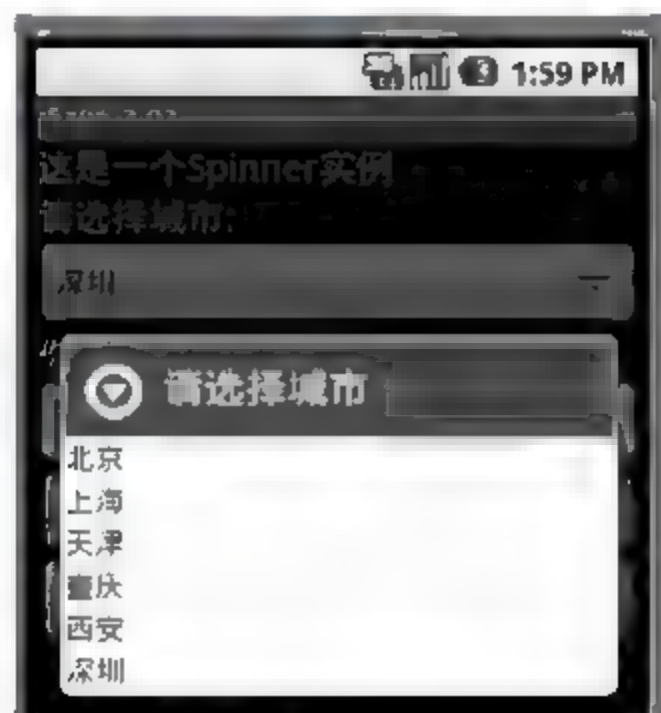 1:59 PM
这是一个Spinner实例
请选择城市:
深圳
请选择城市
北京
上海
天津
重庆
西安
深圳